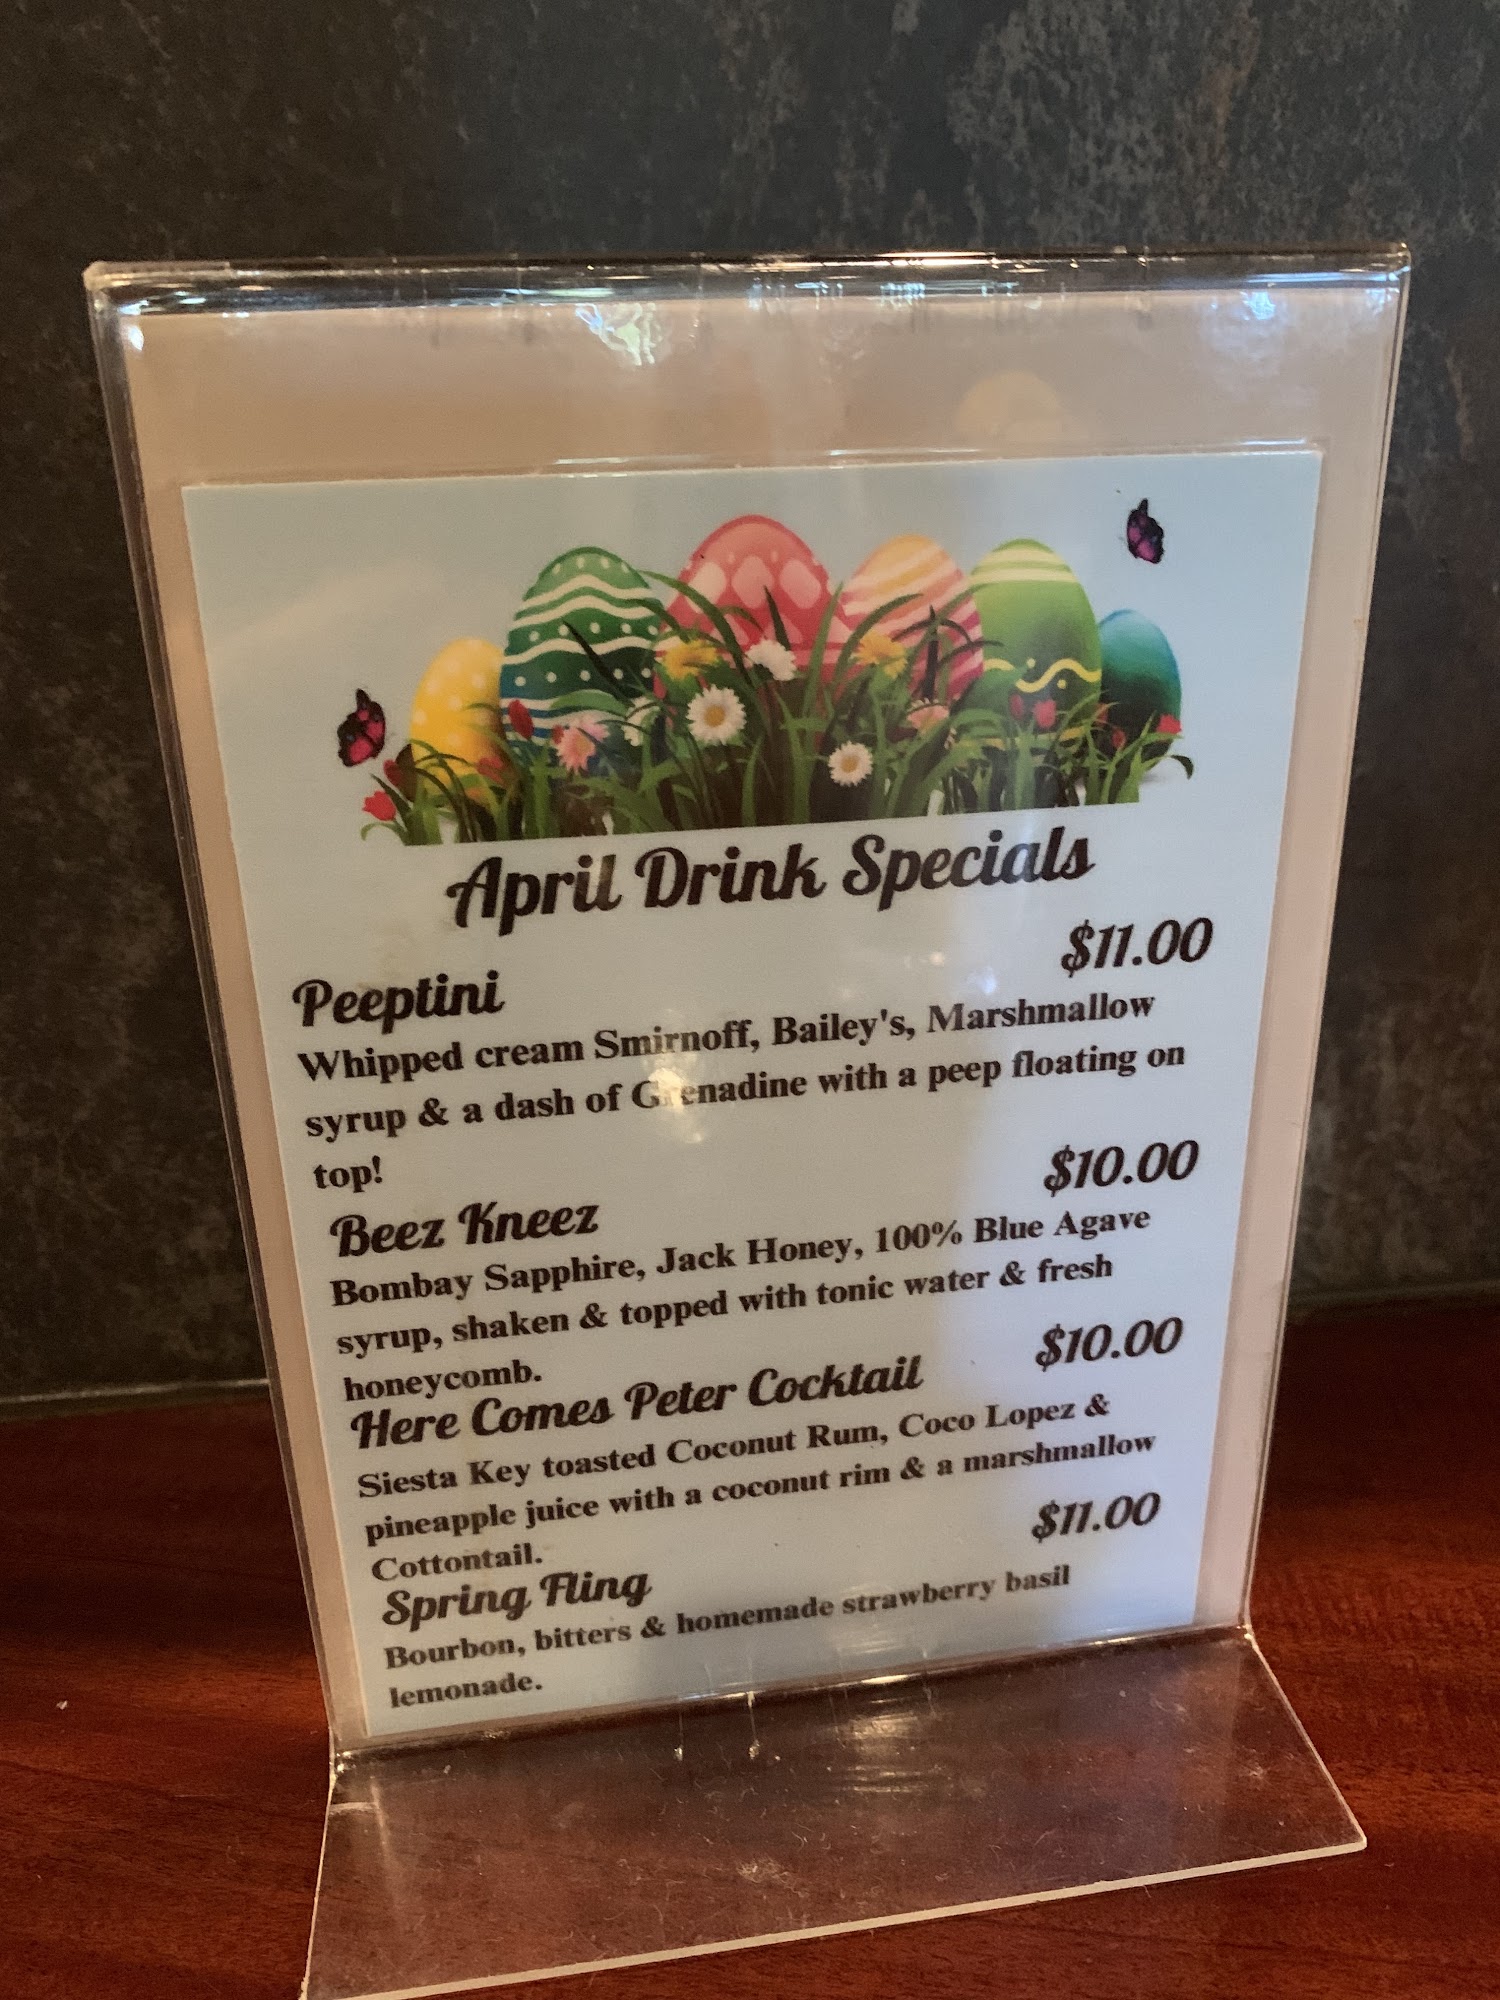 April Drink Specials
Peeptini $11.00
Whipped cream Smirnoff, Bailey's, Marshmallow
syrup & a dash of Grenadine with a peep floating on
top!
Beez Kneez $10.00
Bombay Sapphire, Jack Honey, 100% Blue Agave
syrup, shaken & topped with tonic water & fresh
honeycomb.
Here Comes Peter Cocktail $10.00
Siesta Key toasted Coconut Rum, Coco Lopez &
pineapple juice with a coconut rim & a marshmallow
Cottontail.
Spring Fling $11.00
Bourbon, bitters & homemade strawberry basil
lemonade.